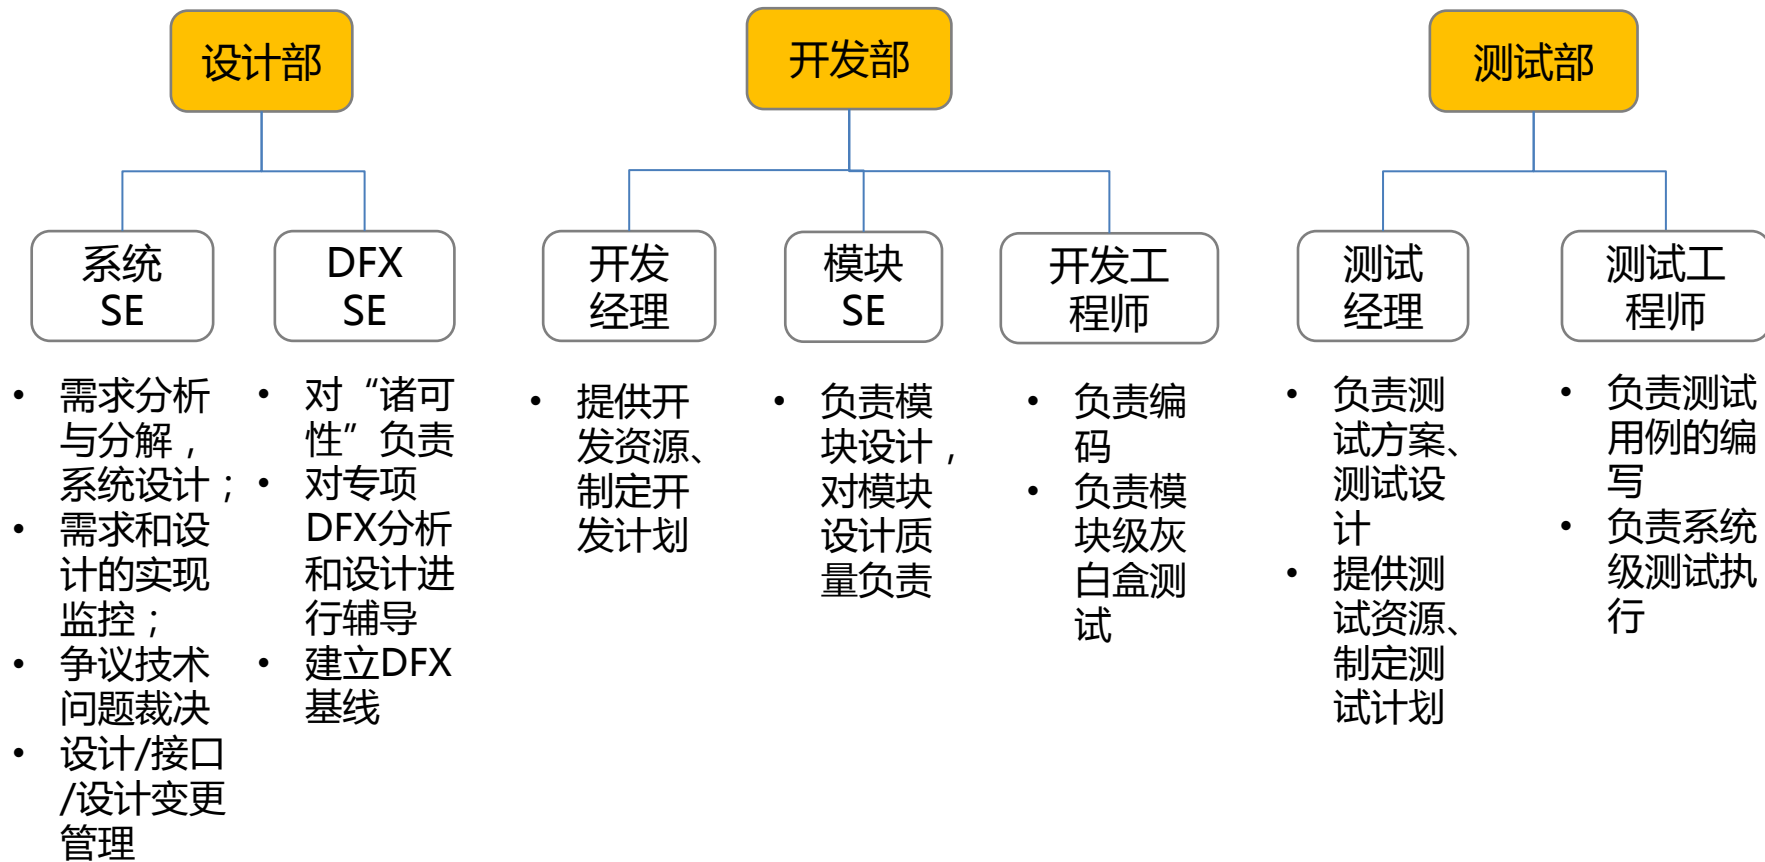 设计部
系统
SE
• 需求分析
与分解，
系统设计；
• 需求和设
计的实现
监控；
• 争议技术
问题裁决
• 设计/接口
/设计变更
管理
DFX
SE
• 对“诸可
性”负责
• 对专项
DFX分析
和设计进
行辅导
• 建立DFX
基线
开发部
开发
经理
• 提供开
发资源、
制定开
发计划
模块
SE
• 负责模
块设计，
对模块
设计质
量负责
开发工
程师
• 负责编
码
• 负责模
块级灰
白盒测
试
测试部
测试
经理
• 负责测
试方案、
测试设
计
• 提供测
试资源、
制定测
试计划
测试工
程师
• 负责测试
用例的编
写
• 负责系统
级测试执
行